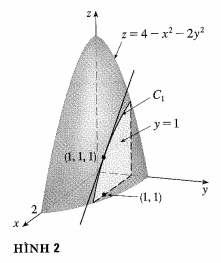 z
z = 4 − x² − 2y²
C₁
y = 1
(1, 1, 1)
(1, 1)
y
2
x
HÌNH 2